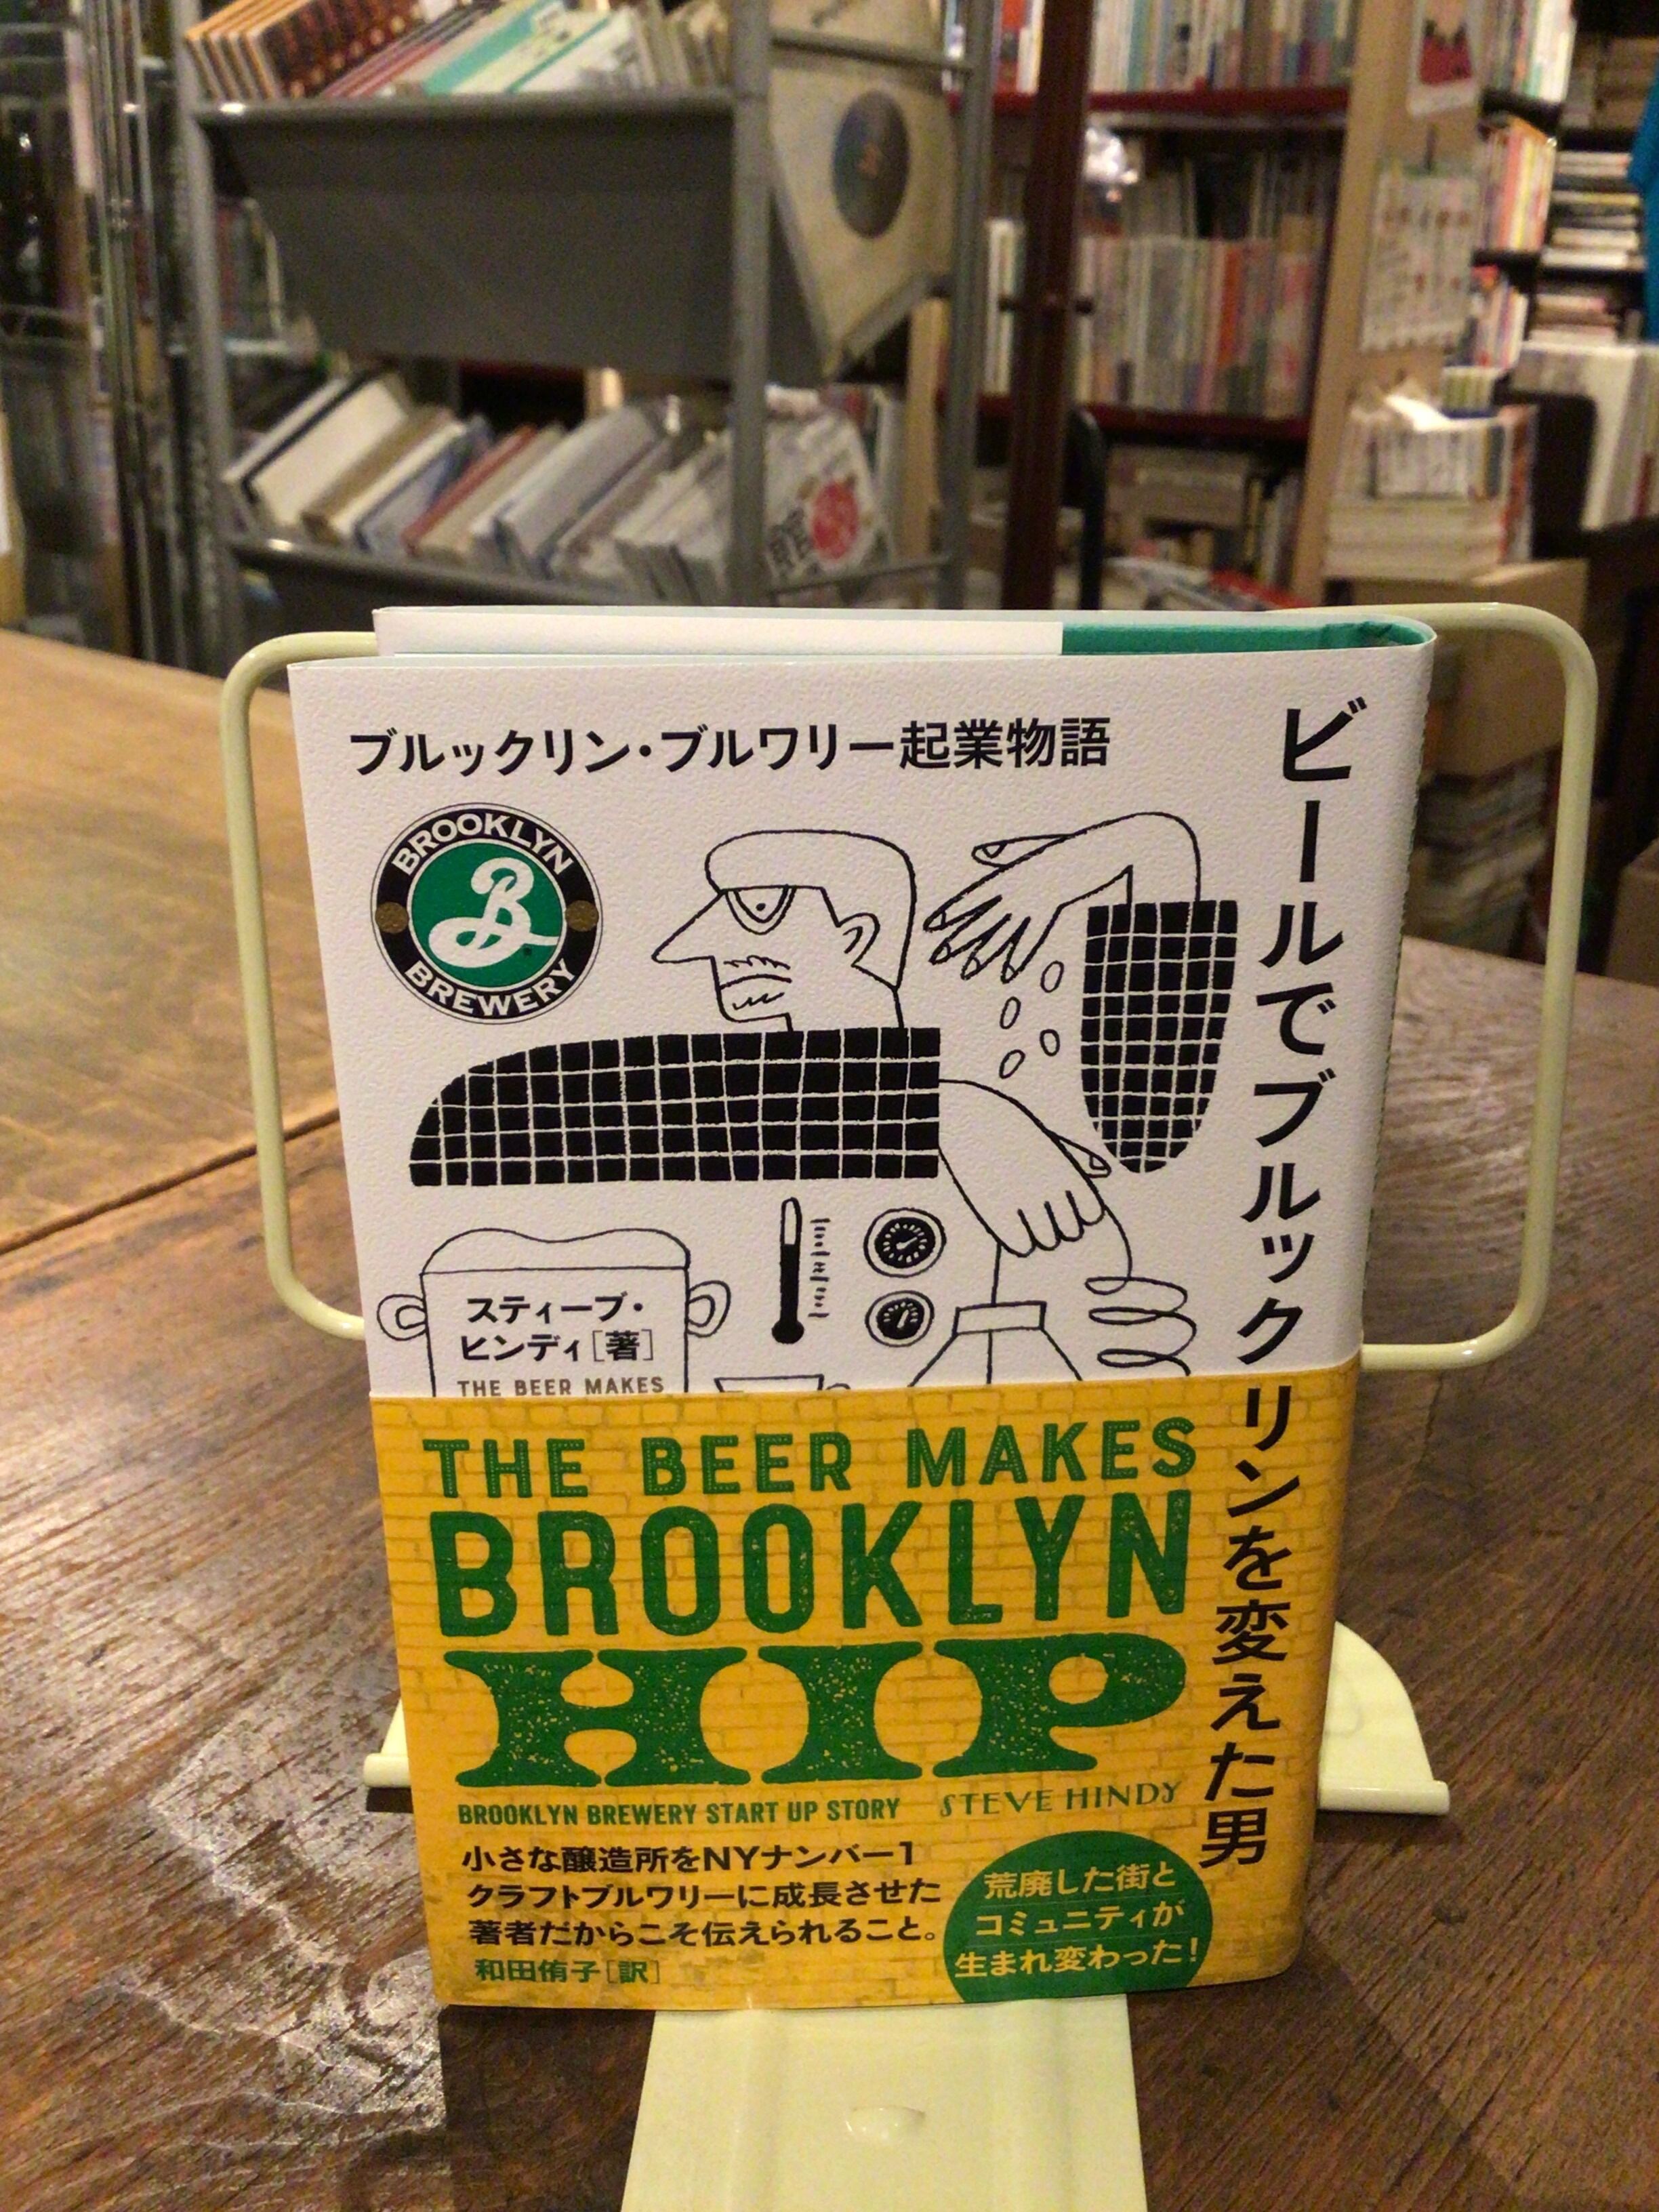 ブルックリン・ブルワリー起業物語
ビールでブルックリンを変えた男
BROOKLYN
B
BREWERY
スティーブ・
ヒンディ[著]
THE BEER MAKES
THE BEER MAKES
BROOKLYN
HIP
BROOKLYN BREWERY START UP STORY STEVE HINDY
小さな醸造所をNYナンバー1
クラフトブルワリーに成長させた
著者だからこそ伝えられること。
和田侑子[訳]
荒廃した街と
コミュニティが
生まれ変わった!